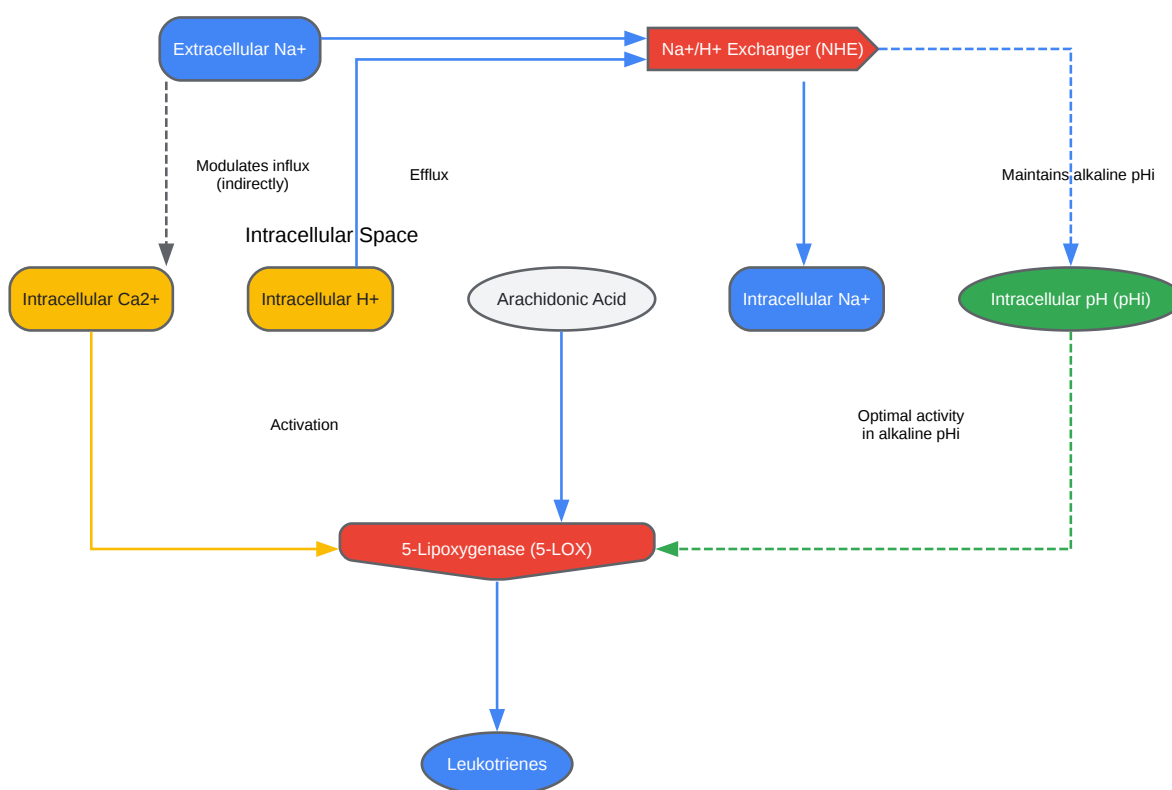 Extracellular Na+
Na+/H+ Exchanger (NHE)
Modulates influx
(indirectly)
Efflux
Maintains alkaline pHi
Intracellular Space
Intracellular Ca2+
Intracellular H+
Arachidonic Acid
Intracellular Na+
Intracellular pH (pHi)
Activation
Optimal activity
in alkaline pHi
5-Lipoxygenase (5-LOX)
Leukotrienes